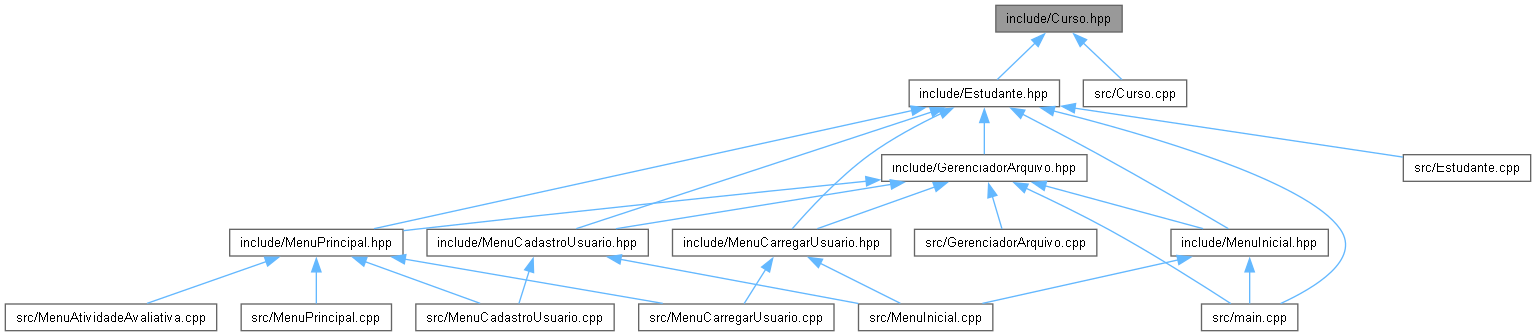 include/Curso.hpp
include/Estudante.hpp
src/Curso.cpp
include/GerenciadorArquivo.hpp
src/Estudante.cpp
include/MenuPrincipal.hpp
include/MenuCadastroUsuario.hpp
include/MenuCarregarUsuario.hpp
src/GerenciadorArquivo.cpp
include/MenuInicial.hpp
src/MenuAtividadeAvaliativa.cpp
src/MenuPrincipal.cpp
src/MenuCadastroUsuario.cpp
src/MenuCarregarUsuario.cpp
src/MenuInicial.cpp
src/main.cpp